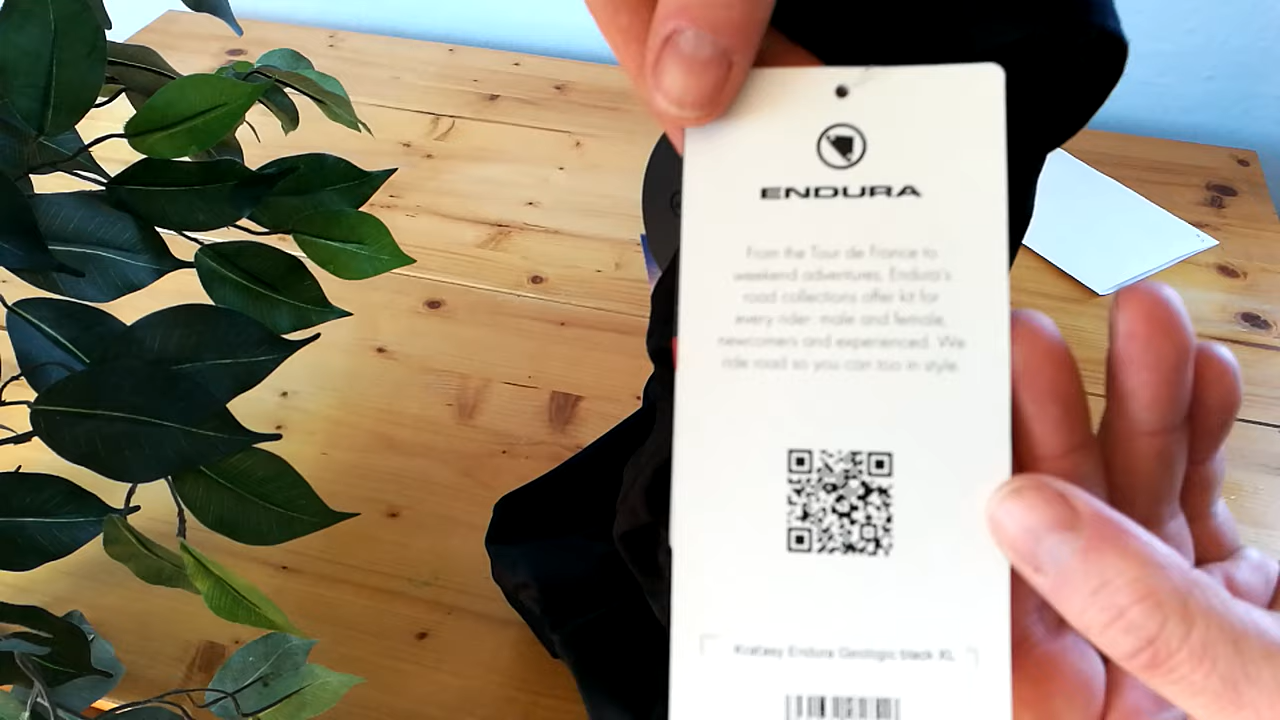 ENDURA
From the Tour de France to
weekend adventures, Endura's
road collections offer kit for
every rider: male and female,
newcomers and experienced. We
ride road so you can too in style.
Endura Geologic black XL